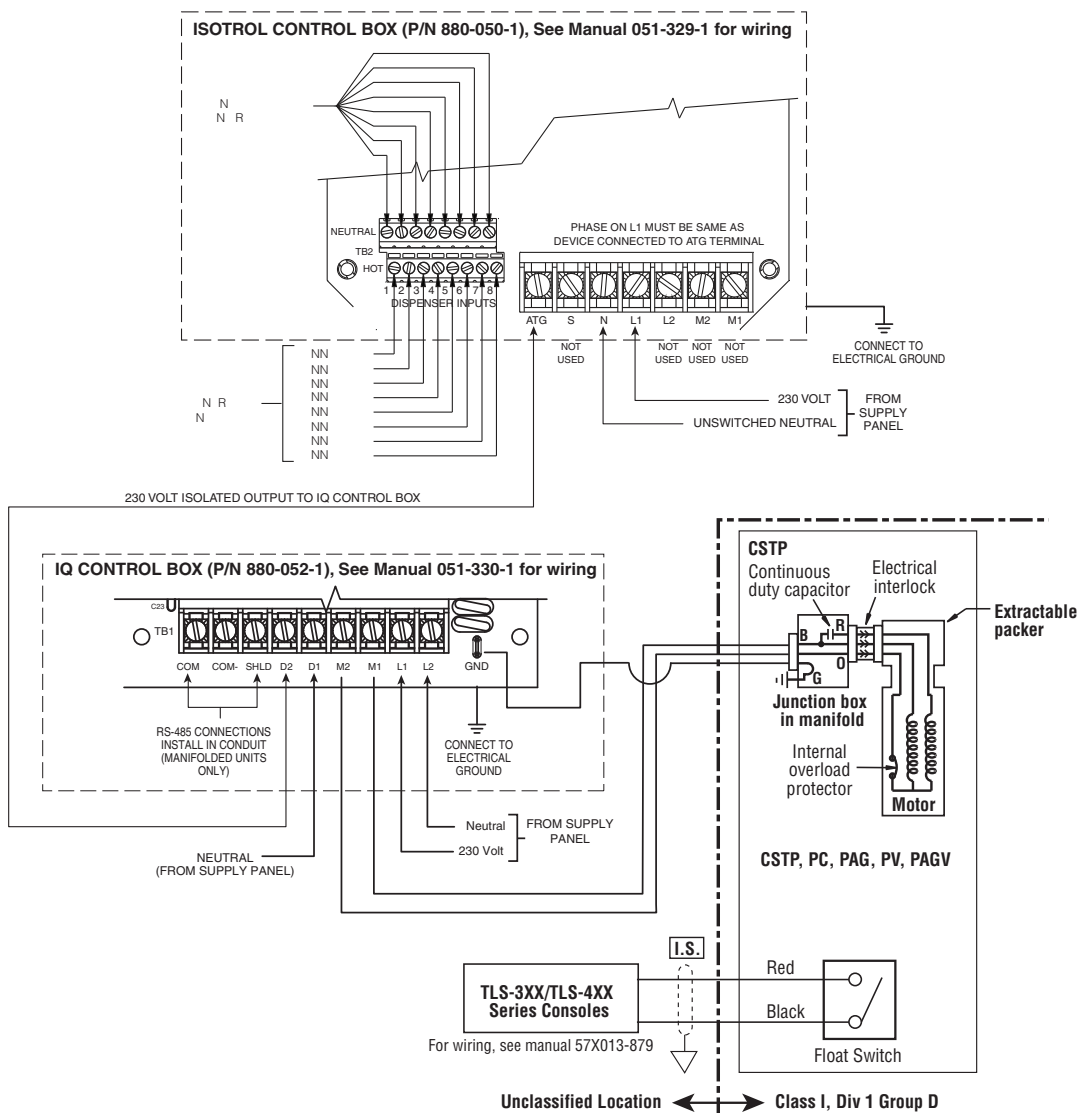 ISOTROL CONTROL BOX (P/N 880-050-1), See Manual 051-329-1 for wiring
N
N R
NEUTRAL
TB2
HOT
1 2 3 4 5 6 7 8
DISPENSER INPUTS
PHASE ON L1 MUST BE SAME AS
DEVICE CONNECTED TO ATG TERMINAL
ATG S N L1 L2 M2 M1
NOT
USED
NOT
USED
NOT
USED
NOT
USED
CONNECT TO
ELECTRICAL GROUND
NN
NN
NN
NN
NN
NN
NN
NN
N R
N
230 VOLT
UNSWITCHED NEUTRAL
FROM
SUPPLY
PANEL
230 VOLT ISOLATED OUTPUT TO IQ CONTROL BOX
IQ CONTROL BOX (P/N 880-052-1), See Manual 051-330-1 for wiring
C23
TB1
COM COM- SHLD D2 D1 M2 M1 L1 L2 GND
RS-485 CONNECTIONS
INSTALL IN CONDUIT
(MANIFOLDED UNITS
ONLY)
CONNECT TO
ELECTRICAL
GROUND
Neutral
230 Volt
FROM SUPPLY
PANEL
NEUTRAL
(FROM SUPPLY PANEL)
CSTP
Continuous
duty capacitor
Electrical
interlock
Extractable
packer
B
R
O
G
Junction box
in manifold
Internal
overload
protector
Motor
CSTP, PC, PAG, PV, PAGV
I.S.
TLS-3XX/TLS-4XX
Series Consoles
For wiring, see manual 57X013-879
Red
Black
Float Switch
Unclassified Location
Class I, Div 1 Group D